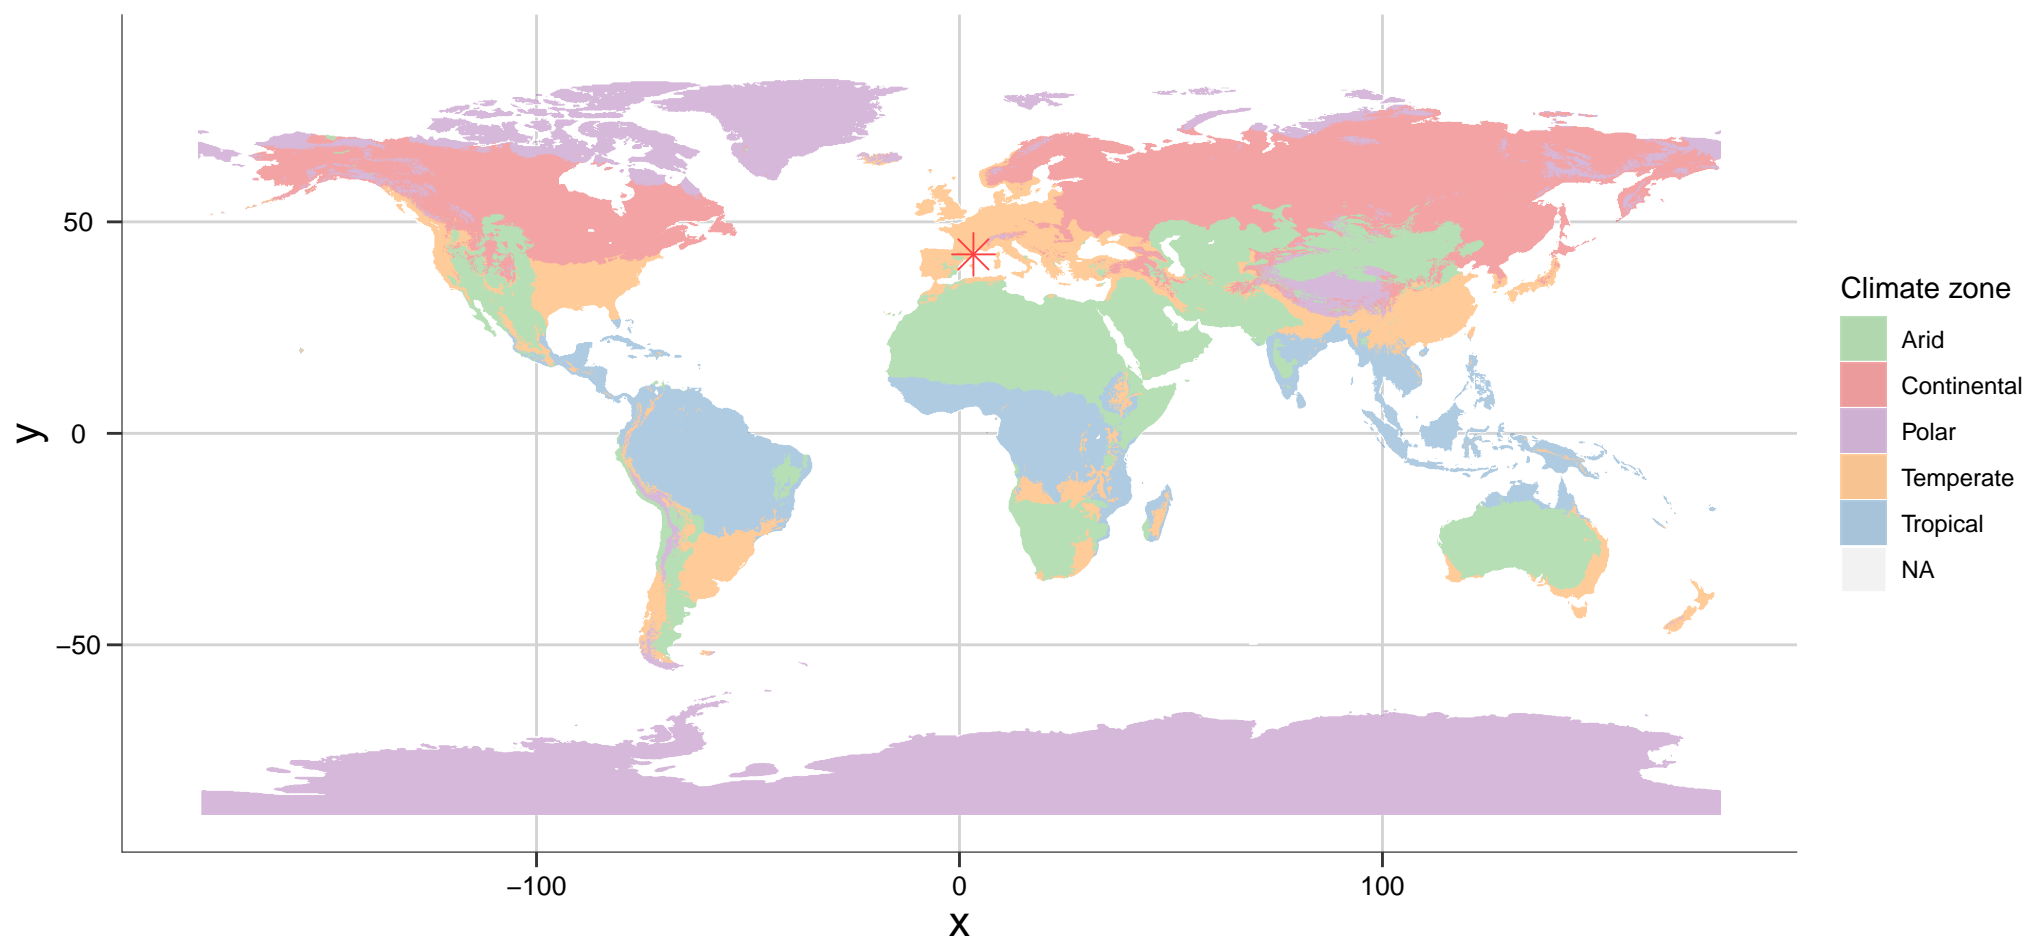 50
0
−50
y
−100
0
100
x
Climate zone
Arid
Continental
Polar
Temperate
Tropical
NA